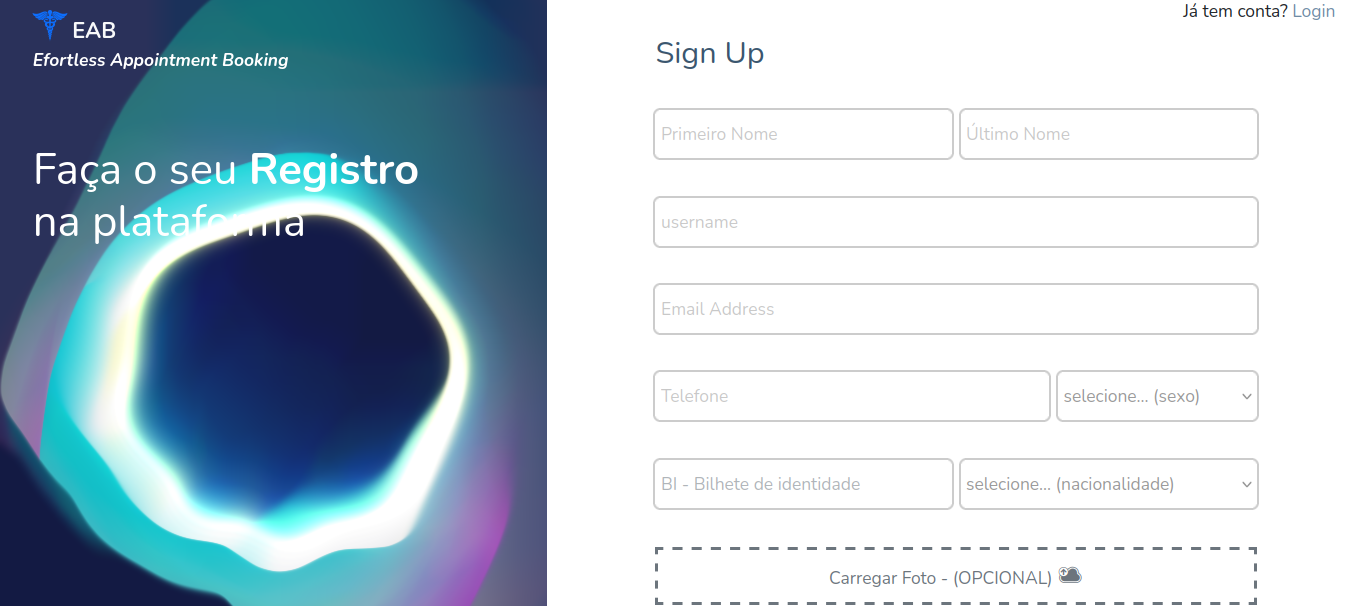 EAB
Efortless Appointment Booking
Faça o seu Registro
na plataforma
Já tem conta? Login
Sign Up
Primeiro Nome
Último Nome
username
Email Address
Telefone
selecione... (sexo)
BI - Bilhete de identidade
selecione... (nacionalidade)
Carregar Foto - (OPCIONAL)